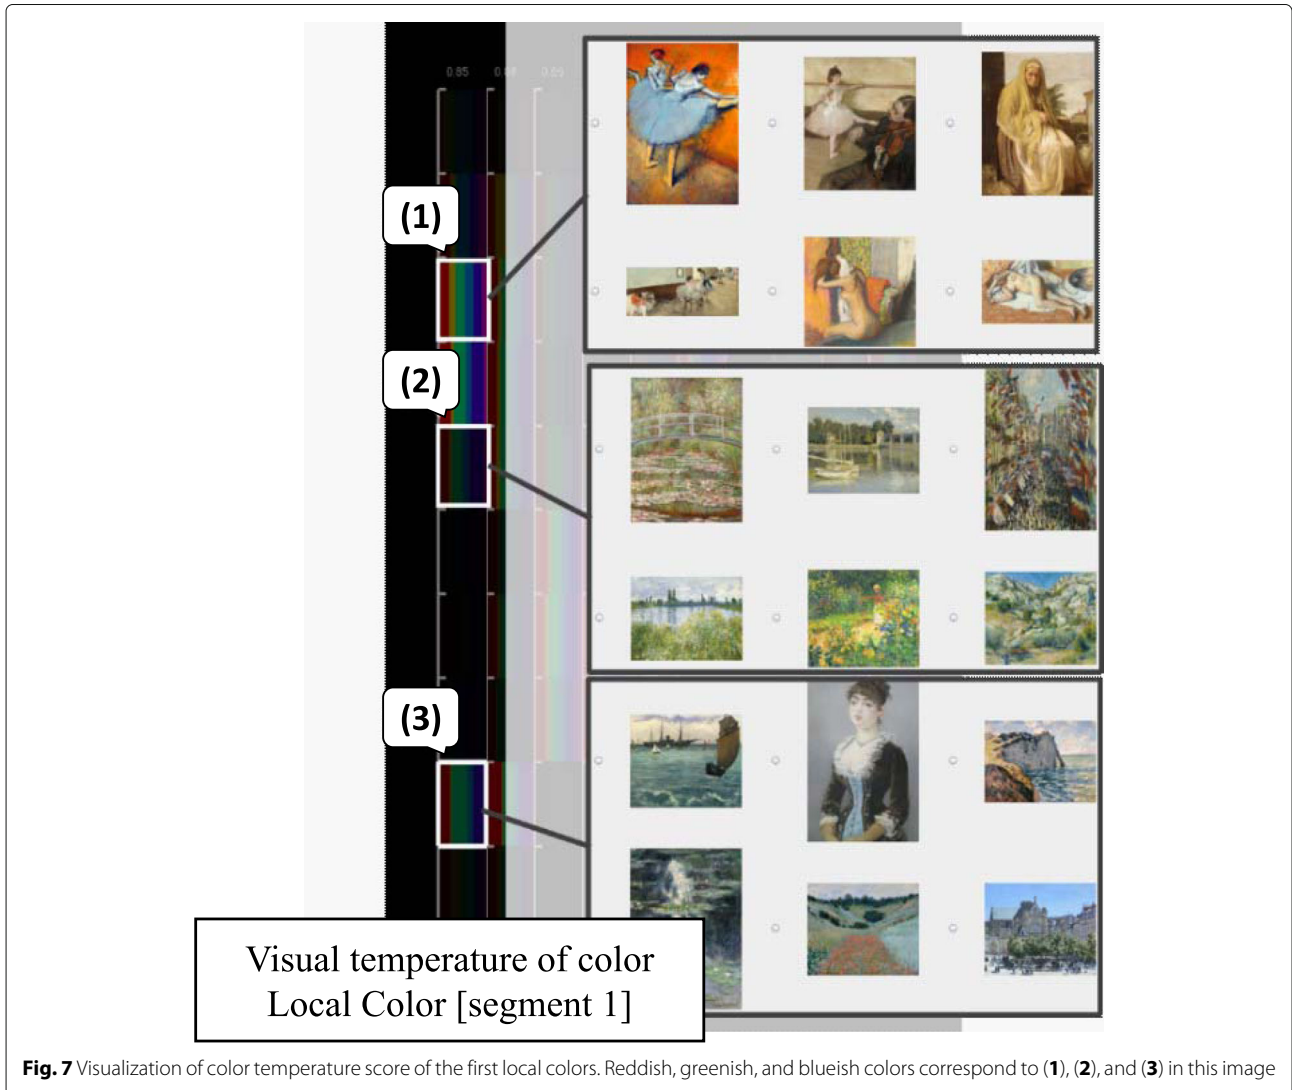 0.85 0.89
(1)
(2)
(3)
Visual temperature of color
Local Color [segment 1]
Fig. 7 Visualization of color temperature score of the first local colors. Reddish, greenish, and blueish colors correspond to (1), (2), and (3) in this image